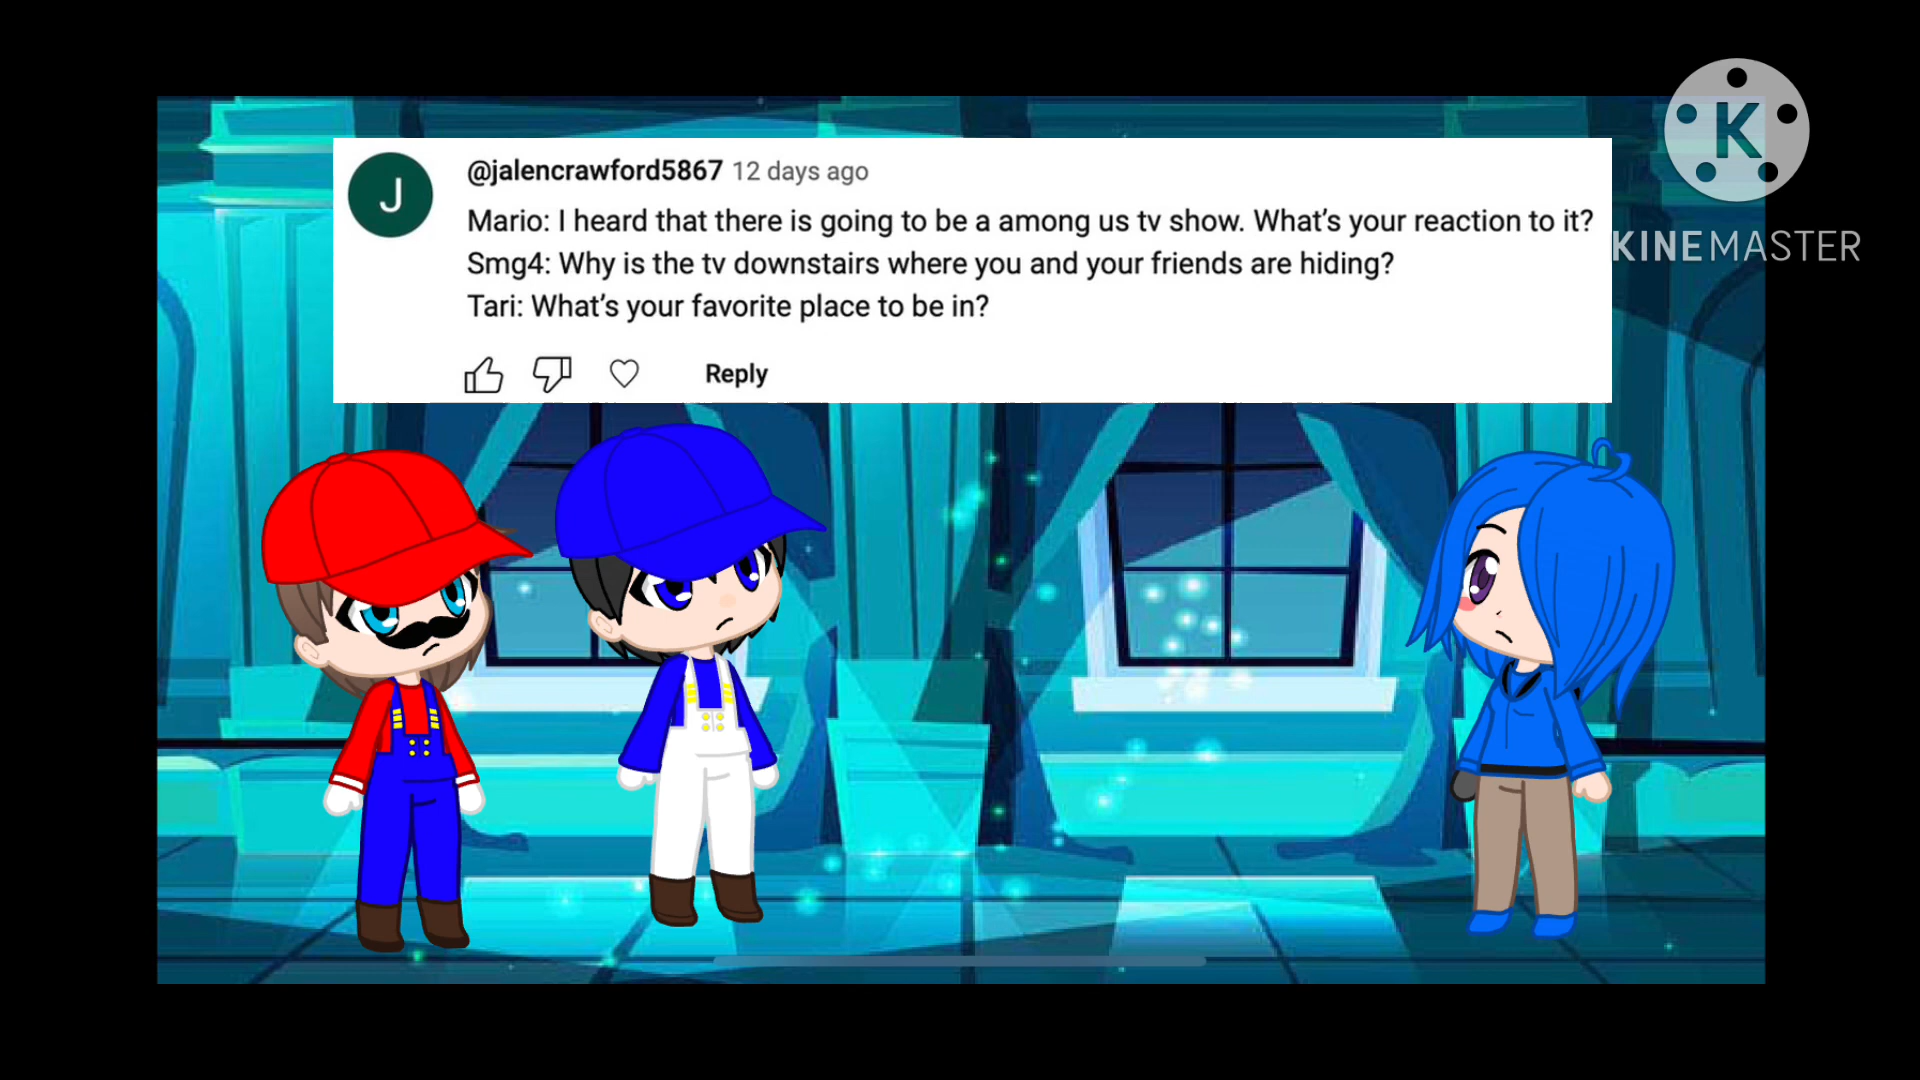 J
@jalencrawford5867 12 days ago
Mario: I heard that there is going to be a among us tv show. What’s your reaction to it?
Smg4: Why is the tv downstairs where you and your friends are hiding?
Tari: What’s your favorite place to be in?
Reply
K
KINEMASTER